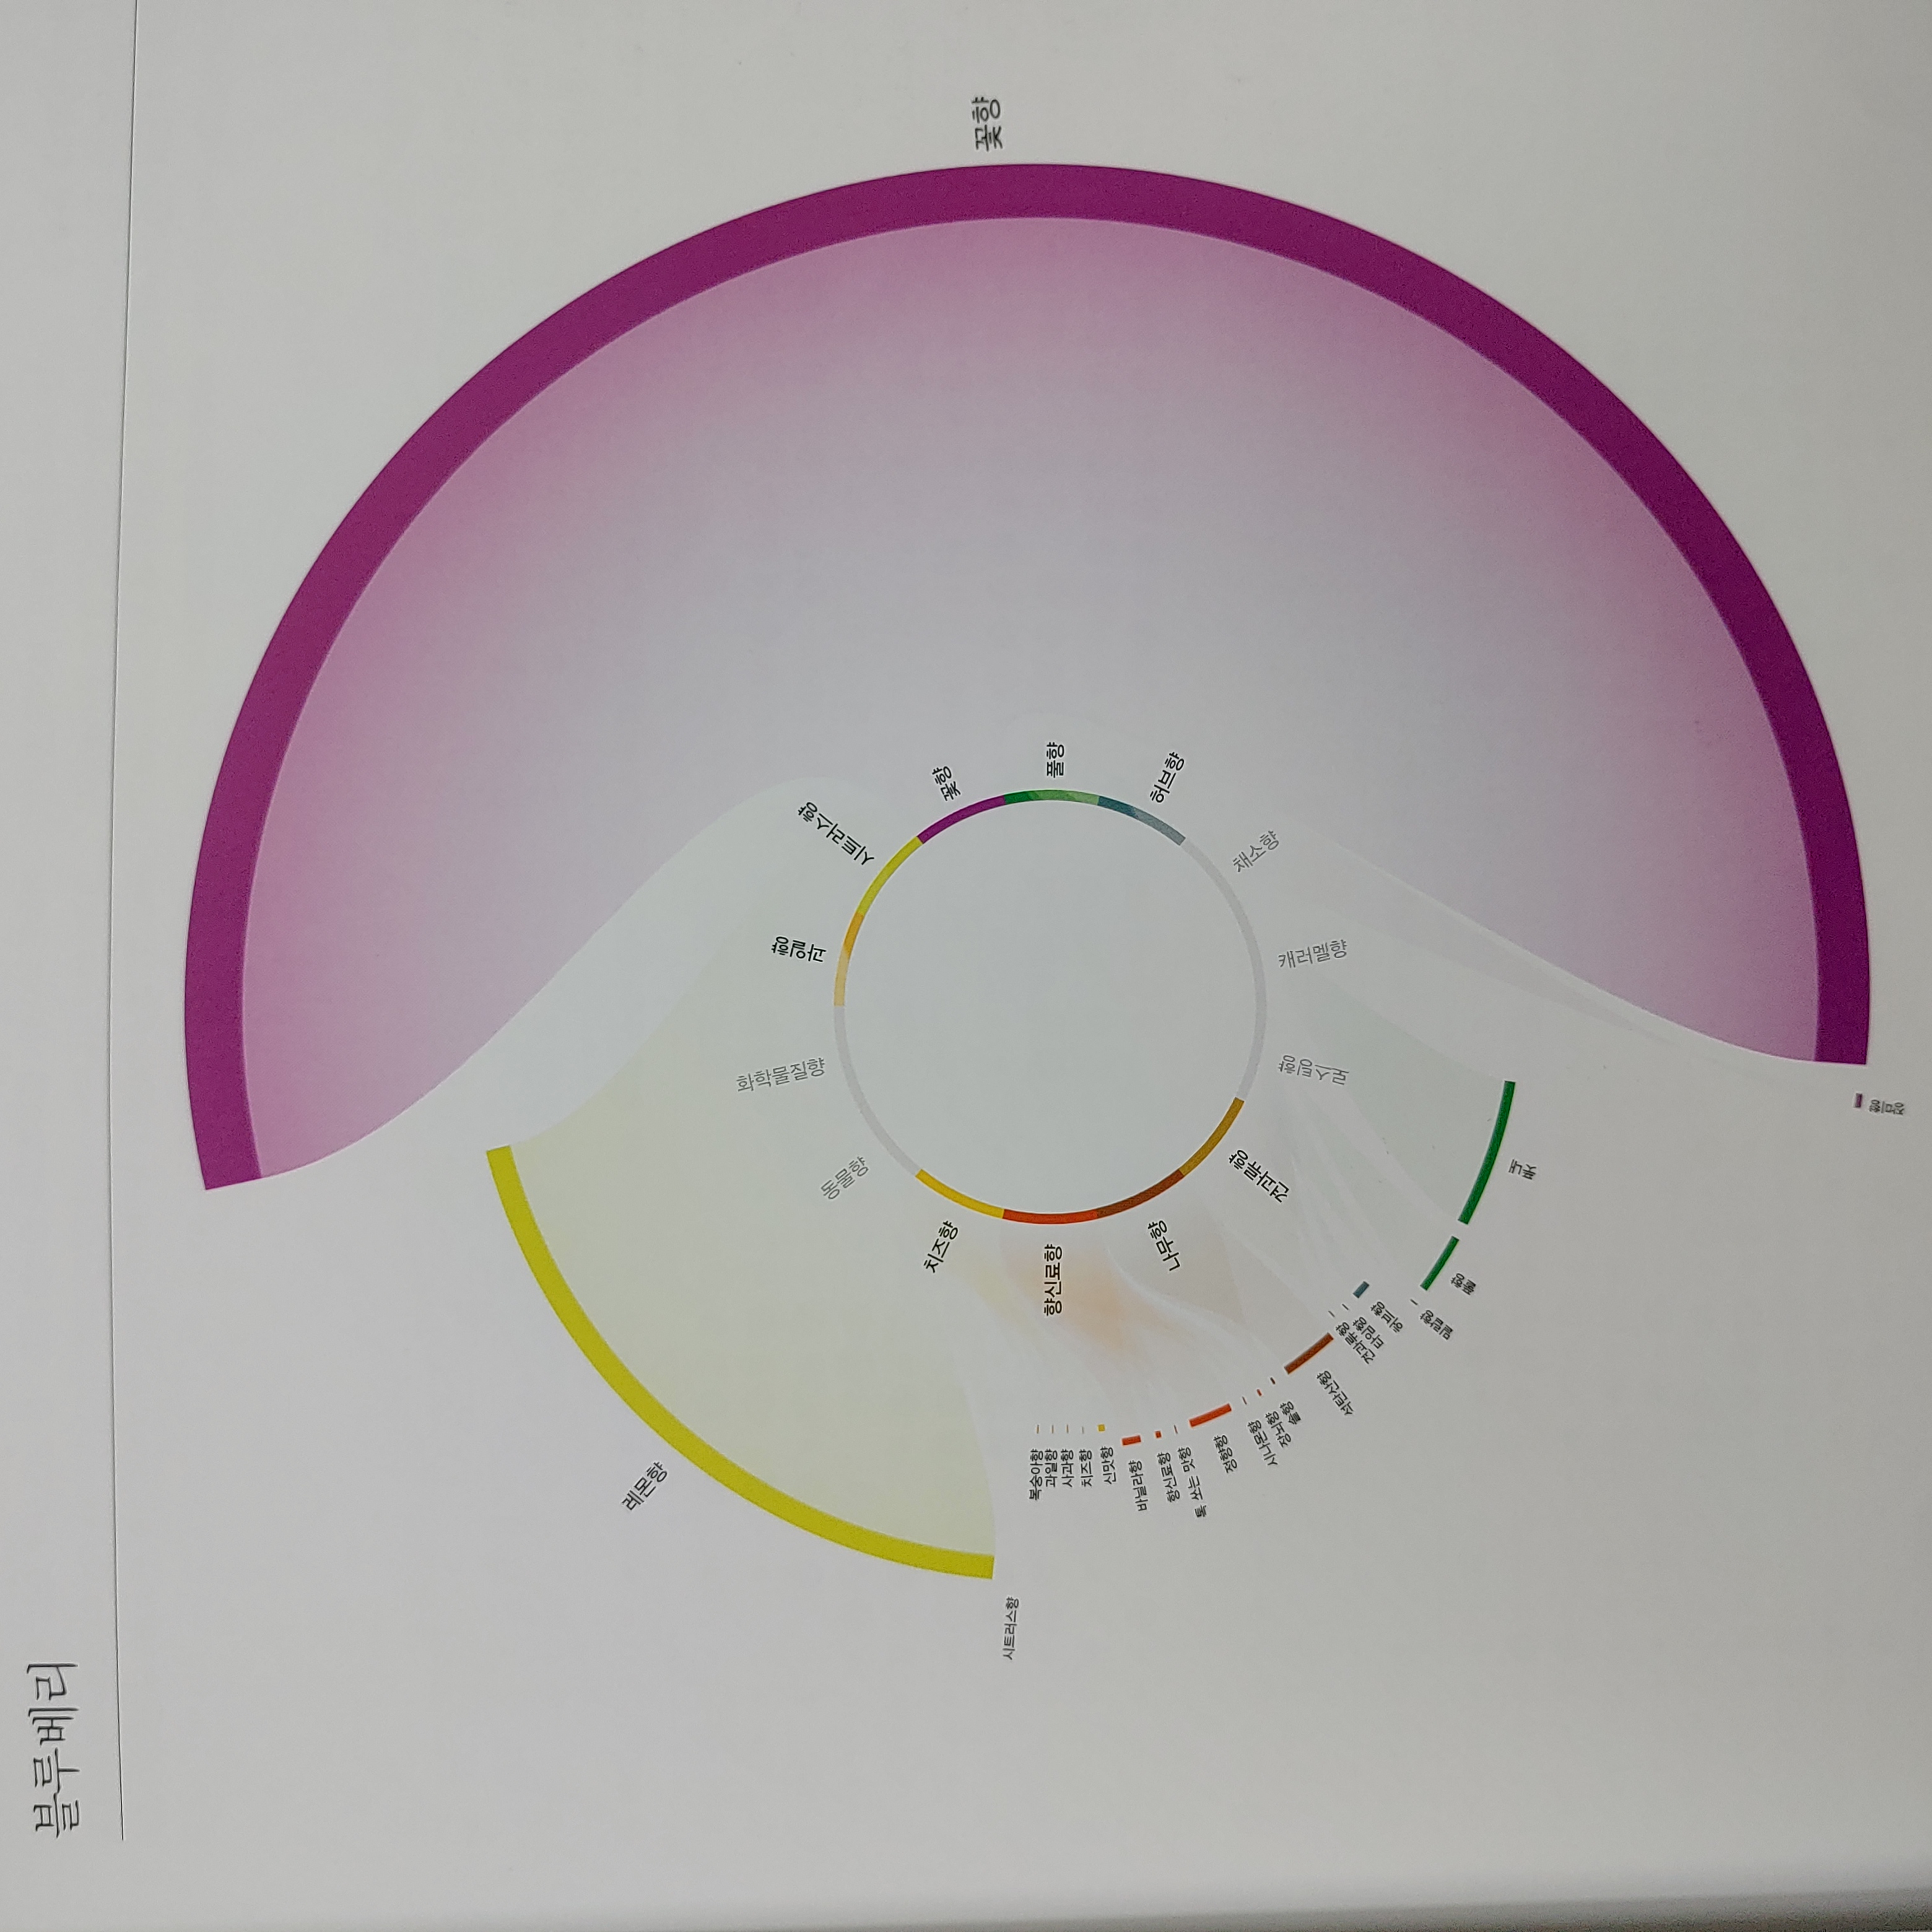 블루베리
레몬향
시트러스향
복숭아향
과일향
사과향
치즈향
신맛향
바닐라향
향신료향
톡 쏘는 맛향
정향향
시나몬향
장뇌향
솔향
석탄산향
견과류향
타임향
허브향
밀랍향
풀향
풋내
장미향
꽃향
화학물질향
과일향
시트러스향
꽃향
풀향
허브향
채소향
캐러멜향
로스팅향
견과류향
나무향
향신료향
치즈향
동물향